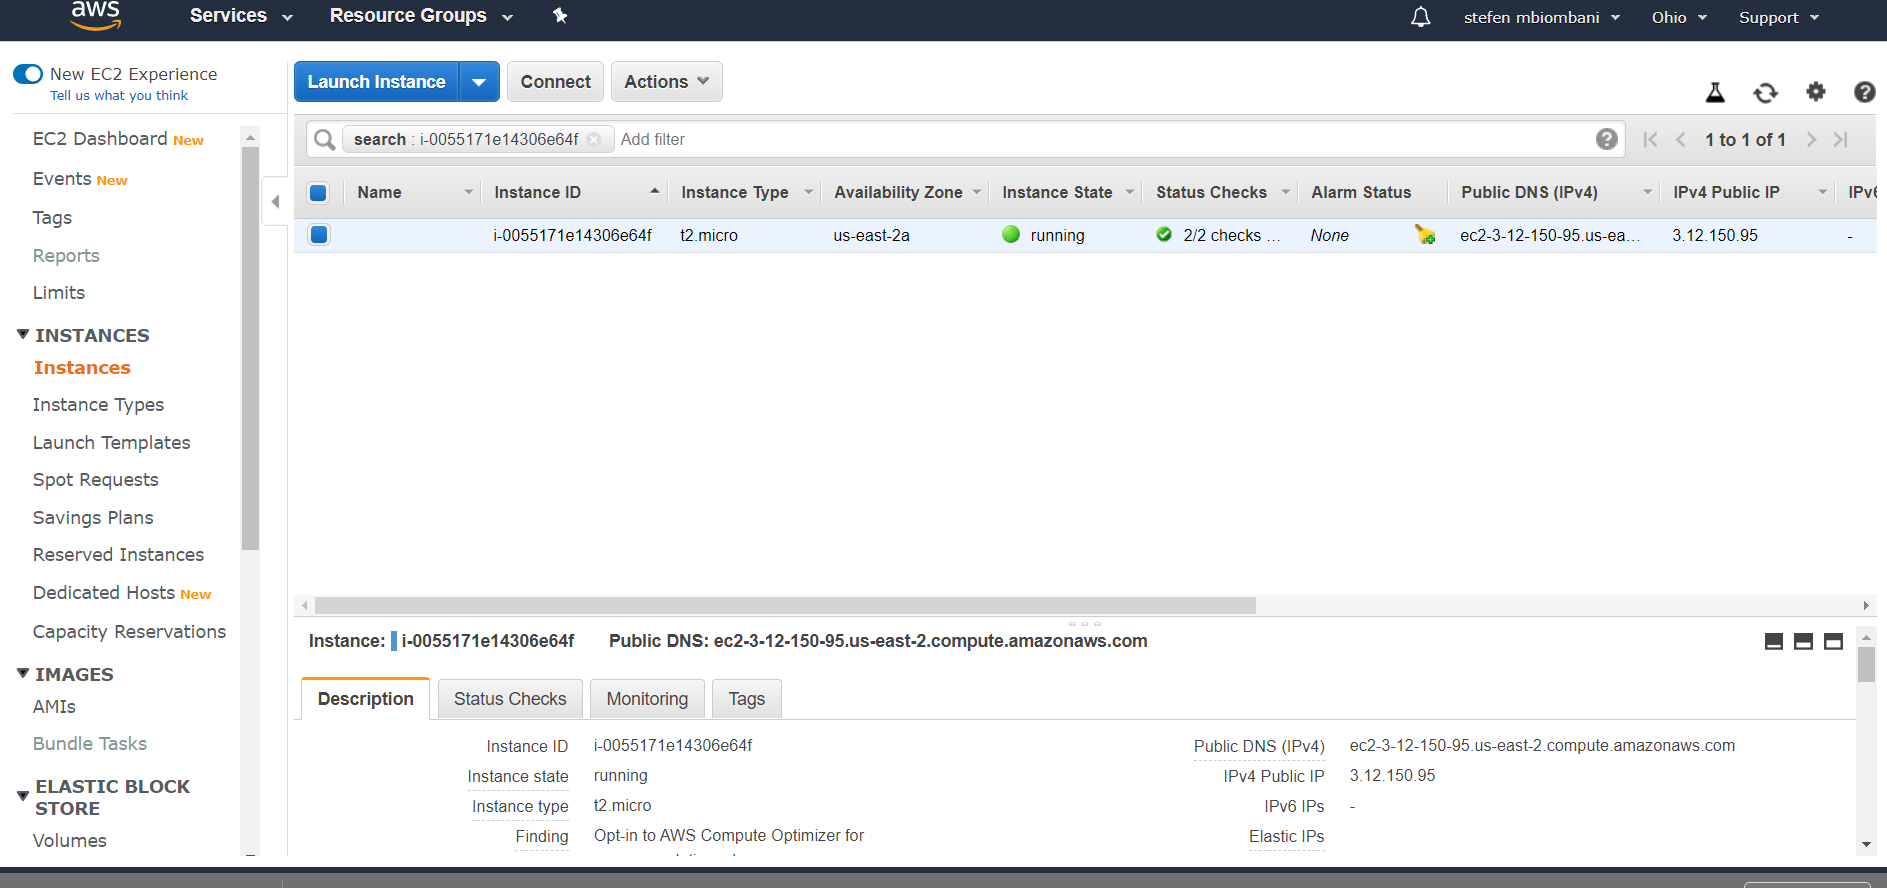 aws
Services
Resource Groups
stefen mbiombani
Ohio
Support
New EC2 Experience
Tell us what you think
EC2 Dashboard New
Events New
Tags
Reports
Limits
INSTANCES
Instances
Instance Types
Launch Templates
Spot Requests
Savings Plans
Reserved Instances
Dedicated Hosts New
Capacity Reservations
IMAGES
AMIs
Bundle Tasks
ELASTIC BLOCK
STORE
Volumes
Launch Instance
Connect
Actions
search : i-0055171e14306e64f
Add filter
1 to 1 of 1
Name
Instance ID
Instance Type
Availability Zone
Instance State
Status Checks
Alarm Status
Public DNS (IPv4)
IPv4 Public IP
IPv6
i-0055171e14306e64f
t2.micro
us-east-2a
running
2/2 checks ...
None
ec2-3-12-150-95.us-ea...
3.12.150.95
-
Instance: i-0055171e14306e64f
Public DNS: ec2-3-12-150-95.us-east-2.compute.amazonaws.com
Description
Status Checks
Monitoring
Tags
Instance ID i-0055171e14306e64f
Instance state running
Instance type t2.micro
Finding Opt-in to AWS Compute Optimizer for
Public DNS (IPv4) ec2-3-12-150-95.us-east-2.compute.amazonaws.com
IPv4 Public IP 3.12.150.95
IPv6 IPs -
Elastic IPs